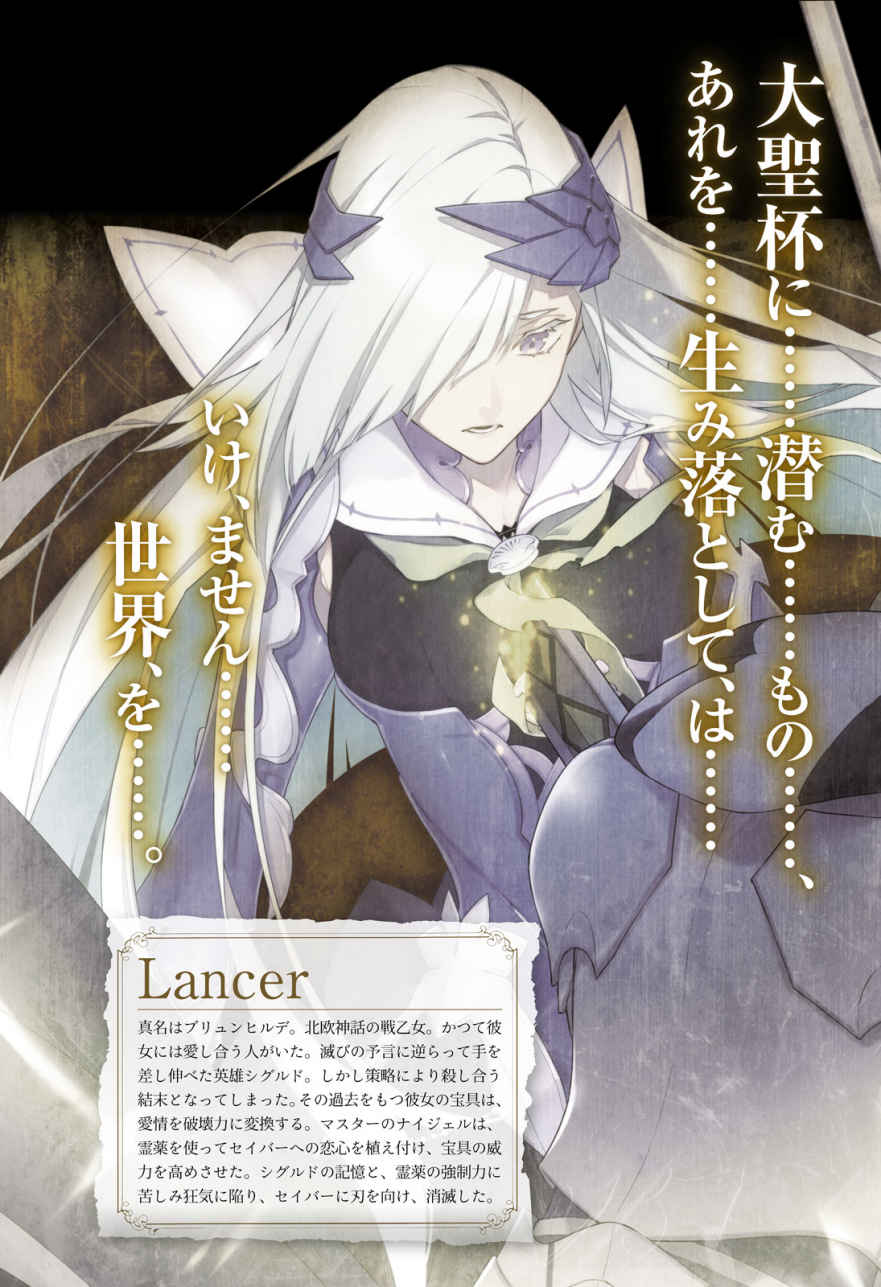 大聖杯に………潜む………もの………、
あれを………生み落としては、………
いけ、ません………
世界、を………。
Lancer
真名はブリュンヒルデ。北欧神話の戦乙女。かつて彼
女には愛し合う人がいた。滅びの予言に逆らって手を
差し伸べた英雄シグルド。しかし策略により殺し合う
結末となってしまった。その過去をもつ彼女の宝具は、
愛情を破壊力に変換する。マスターのナイジェルは、
霊薬を使ってセイバーへの恋心を植え付け、宝具の威
力を高めさせた。シグルドの記憶と、霊薬の強制力に
苦しみ狂気に陥り、セイバーに刃を向け、消滅した。